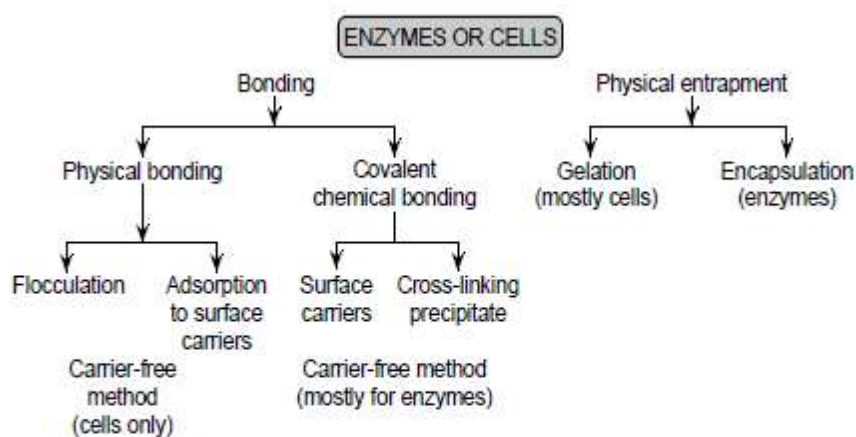 ENZYMES OR CELLS
Bonding
Physical entrapment
Physical bonding
Covalent
chemical bonding
Gelation
(mostly cells)
Encapsulation
(enzymes)
Flocculation
Adsorption
to surface
carriers
Surface
carriers
Cross-linking
precipitate
Carrier-free
method
(cells only)
Carrier-free method
(mostly for enzymes)